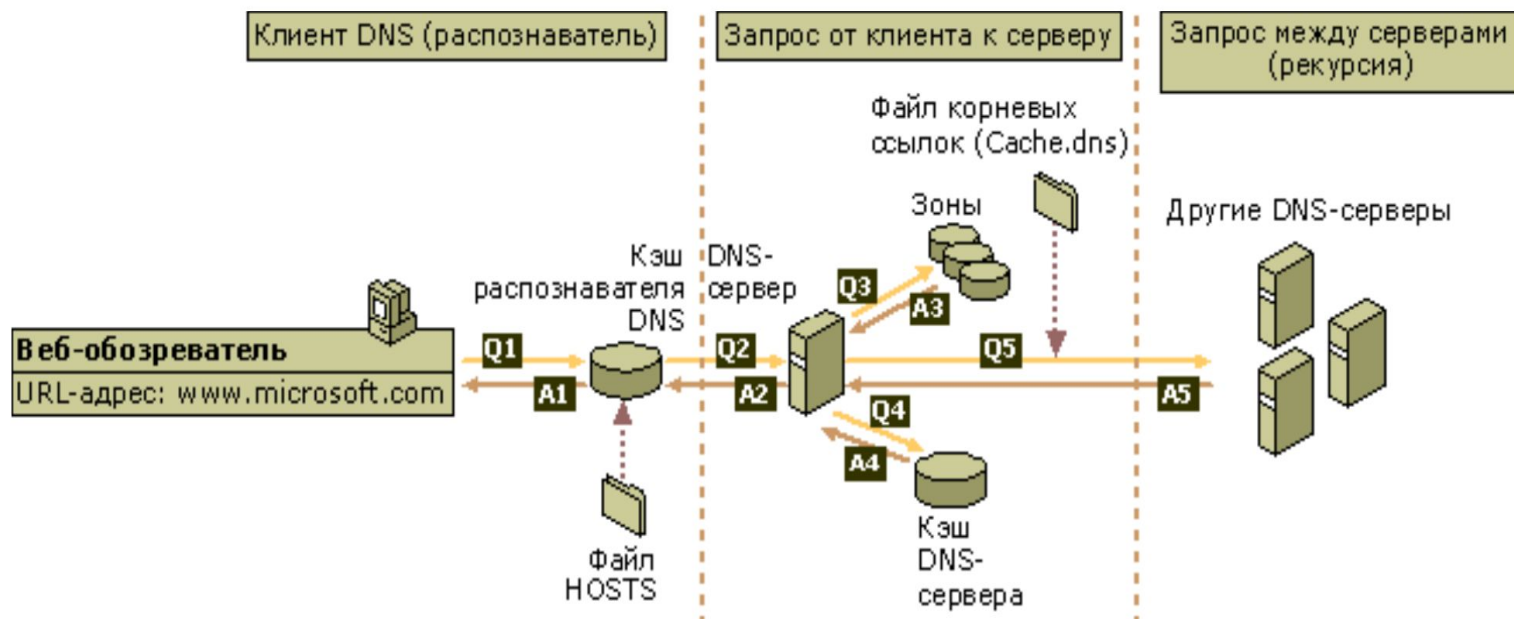 Клиент DNS (распознаватель)
Запрос от клиента к серверу
Запрос между серверами
(рекурсия)
Файл корневых
ссылок (Cache.dns)
Зоны
Другие DNS-серверы
Кэш
распознавателя
DNS
DNS-
сервер
Q3
A3
Веб-обозреватель
URL-адрес: www.microsoft.com
Q1
A1
Q2
A2
Q5
A5
Q4
A4
Файл
HOSTS
Кэш
DNS-
сервера